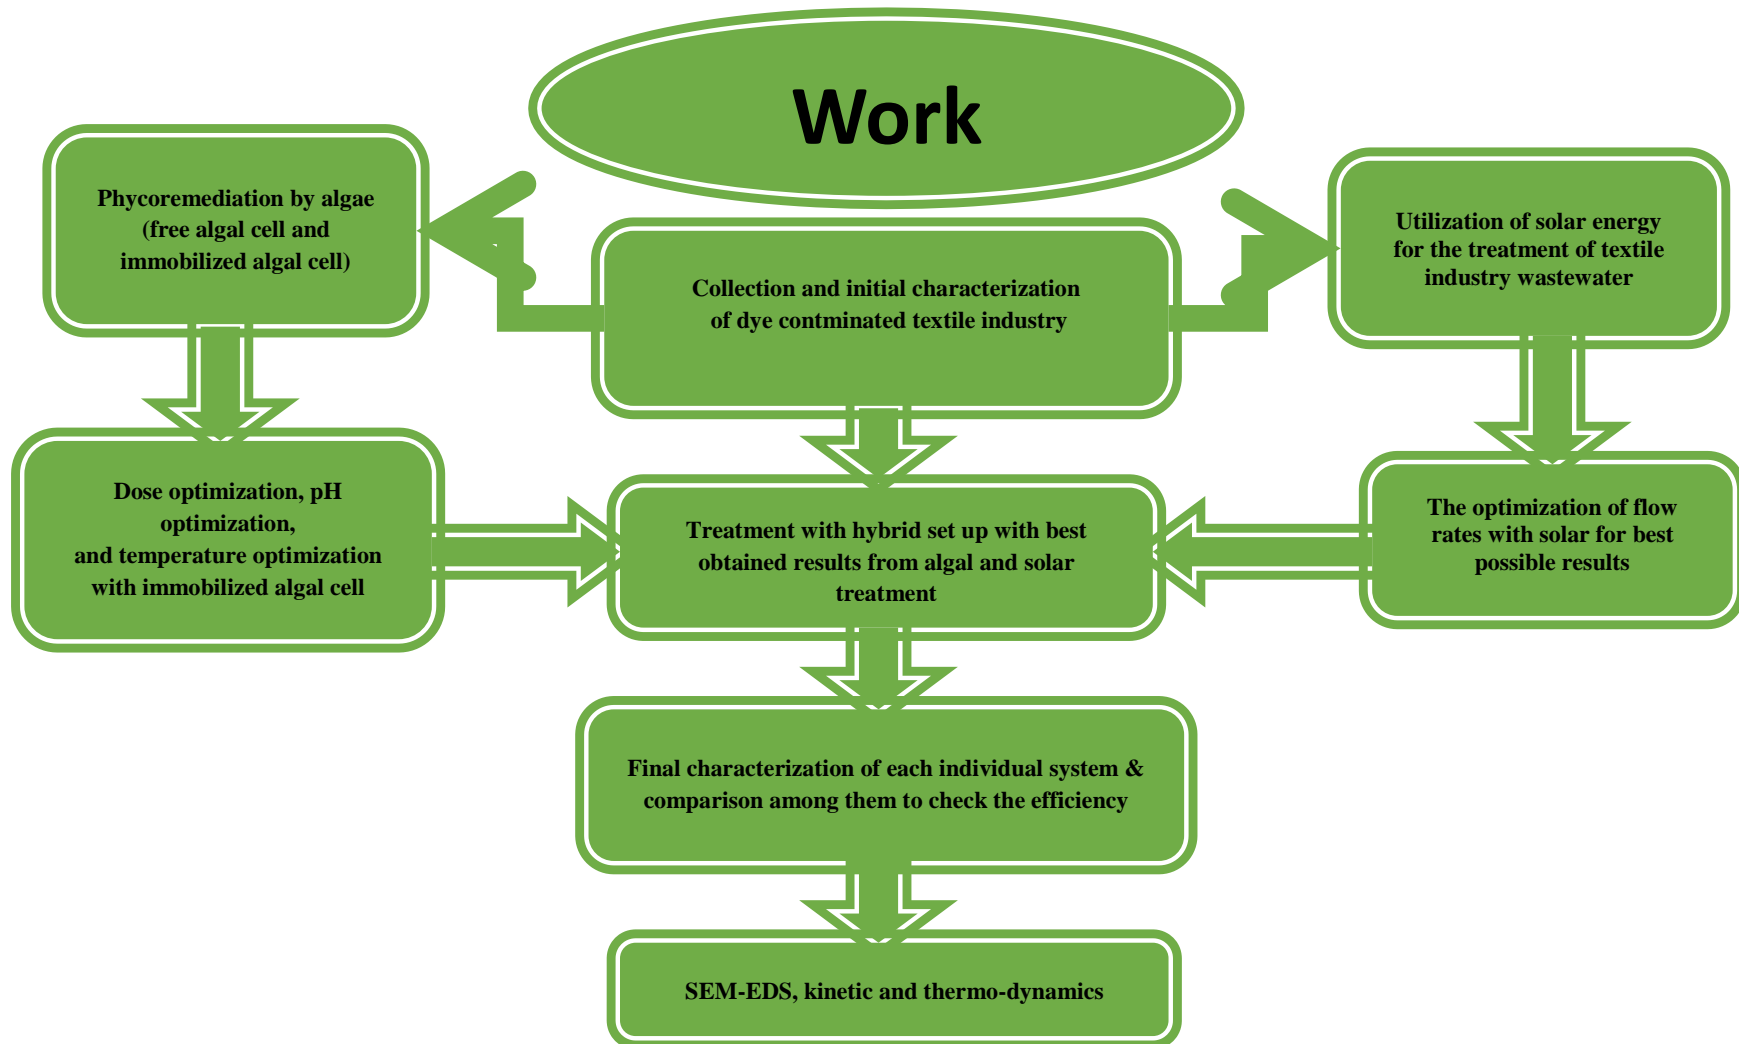 Work
Phycoremediation by algae
(free algal cell and
immobilized algal cell)
Collection and initial characterization
of dye contminated textile industry
Utilization of solar energy
for the treatment of textile
industry wastewater
Dose optimization, pH
optimization,
and temperature optimization
with immobilized algal cell
Treatment with hybrid set up with best
obtained results from algal and solar
treatment
The optimization of flow
rates with solar for best
possible results
Final characterization of each individual system &
comparison among them to check the efficiency
SEM-EDS, kinetic and thermo-dynamics